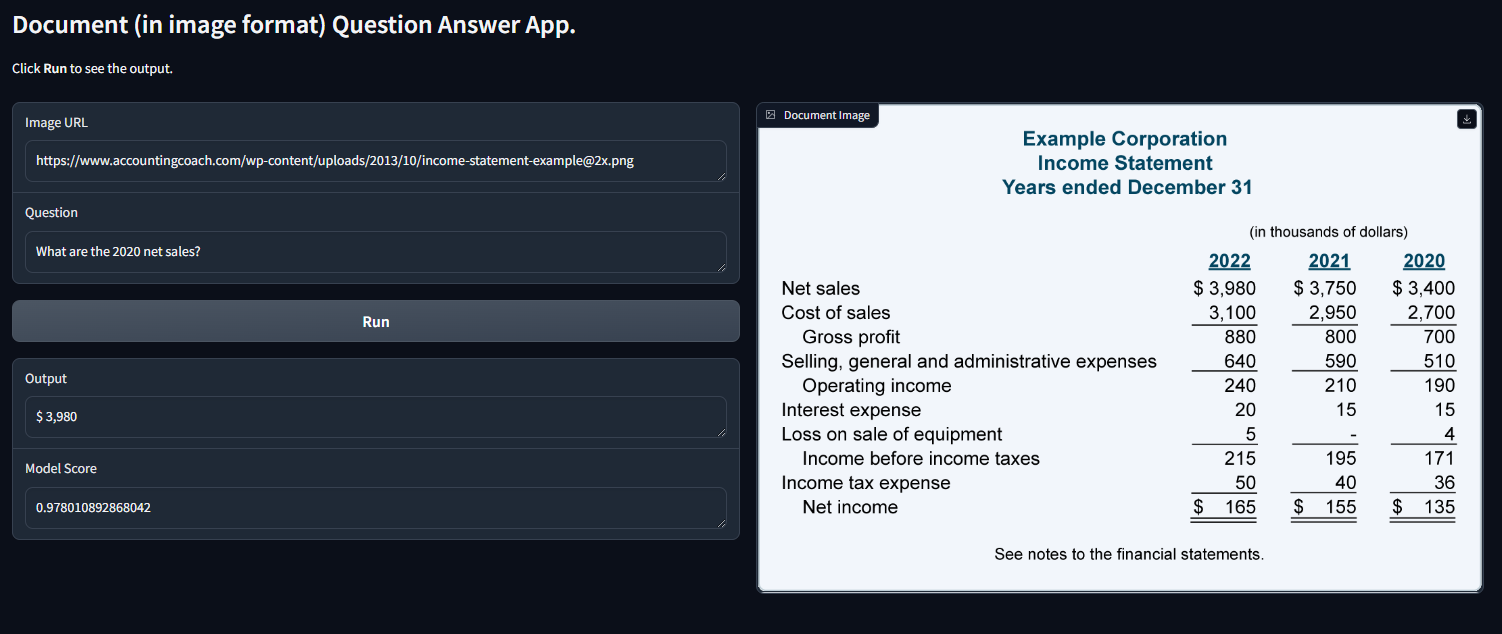 Document (in image format) Question Answer App.
Click Run to see the output.
Image URL
https://www.accountingcoach.com/wp-content/uploads/2013/10/income-statement-example@2x.png
Question
What are the 2020 net sales?
Run
Output
$ 3,980
Model Score
0.978010892868042
Document Image
Example Corporation
Income Statement
Years ended December 31
(in thousands of dollars)
2022 2021 2020
Net sales $ 3,980 $ 3,750 $ 3,400
Cost of sales 3,100 2,950 2,700
Gross profit 880 800 700
Selling, general and administrative expenses 640 590 510
Operating income 240 210 190
Interest expense 20 15 15
Loss on sale of equipment 5 - 4
Income before income taxes 215 195 171
Income tax expense 50 40 36
Net income $ 165 $ 155 $ 135
See notes to the financial statements.